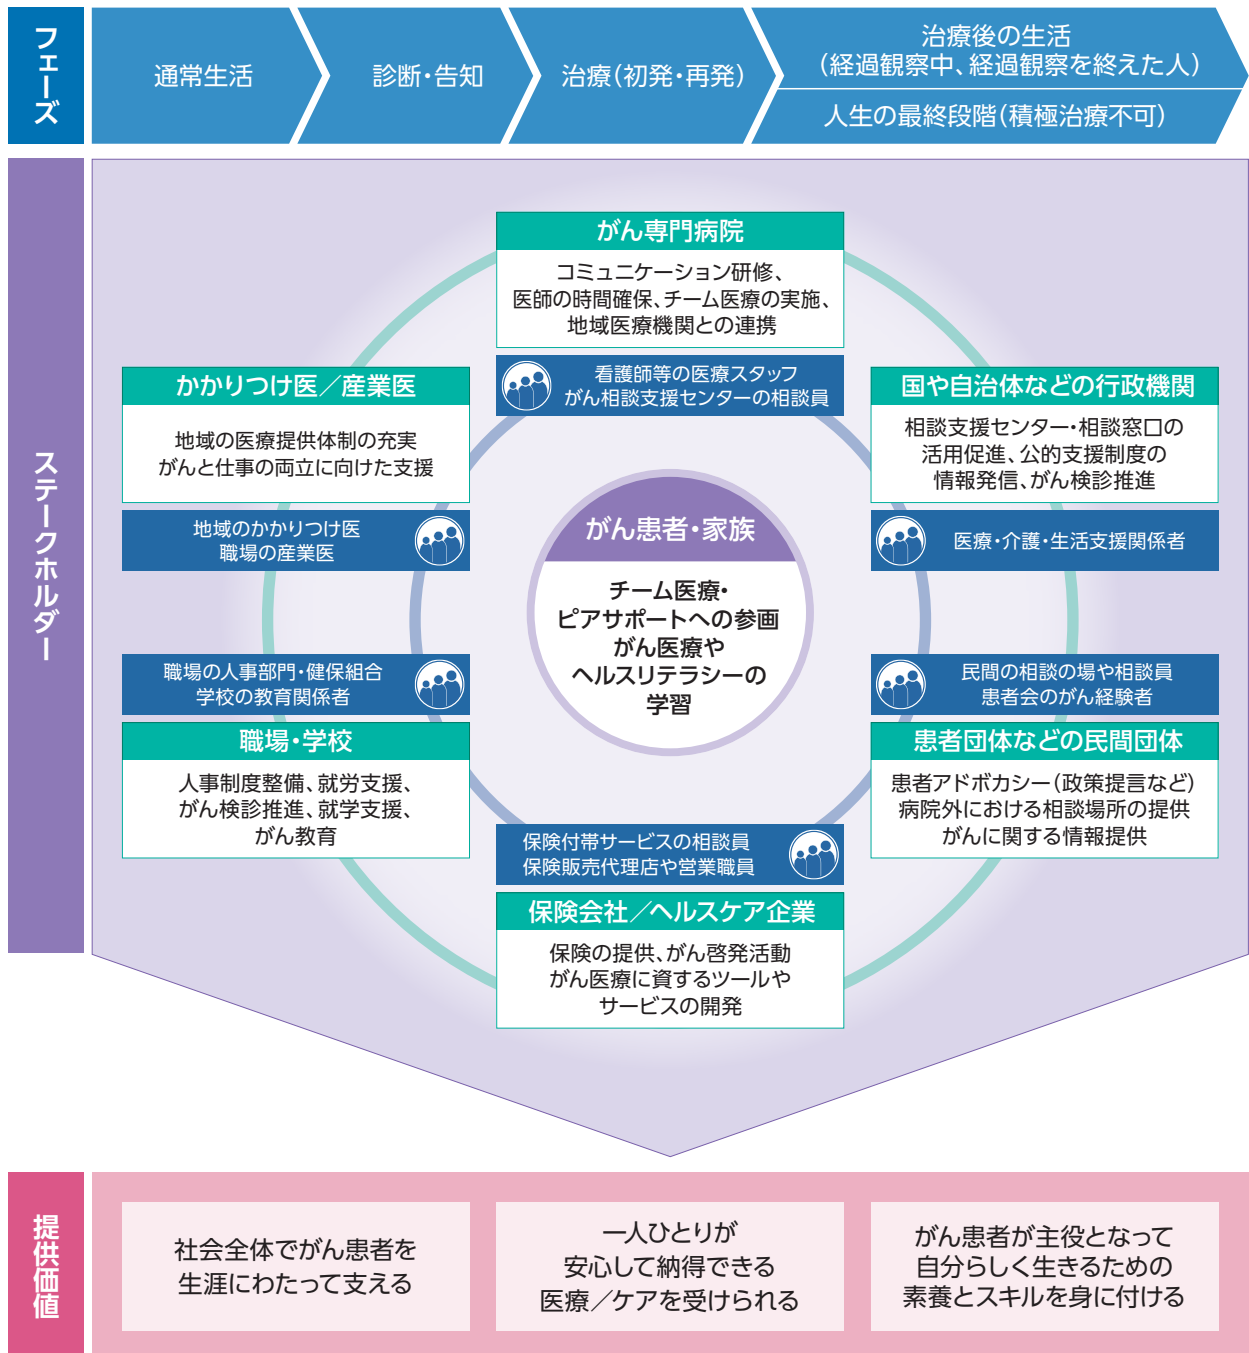 フェーズ
通常生活
診断・告知
治療（初発・再発）
治療後の生活
（経過観察中、経過観察を終えた人）
人生の最終段階（積極治療不可）
ステークホルダー
がん専門病院
コミュニケーション研修、
医師の時間確保、チーム医療の実施、
地域医療機関との連携
看護師等の医療スタッフ
がん相談支援センターの相談員
かかりつけ医／産業医
地域の医療提供体制の充実
がんと仕事の両立に向けた支援
地域のかかりつけ医
職場の産業医
国や自治体などの行政機関
相談支援センター・相談窓口の
活用促進、公的支援制度の
情報発信、がん検診推進
医療・介護・生活支援関係者
がん患者・家族
チーム医療・
ピアサポートへの参画
がん医療や
ヘルスリテラシーの
学習
職場の人事部門・健保組合
学校の教育関係者
職場・学校
人事制度整備、就労支援、
がん検診推進、就学支援、
がん教育
民間の相談の場や相談員
患者会のがん経験者
患者団体などの民間団体
患者アドボカシー（政策提言など）
病院外における相談場所の提供
がんに関する情報提供
保険付帯サービスの相談員
保険販売代理店や営業職員
保険会社／ヘルスケア企業
保険の提供、がん啓発活動
がん医療に資するツールや
サービスの開発
提供価値
社会全体でがん患者を
生涯にわたって支える
一人ひとりが
安心して納得できる
医療／ケアを受けられる
がん患者が主役となって
自分らしく生きるための
素養とスキルを身に付ける